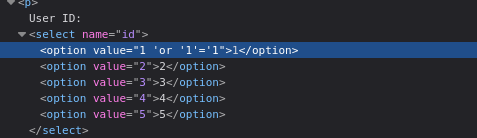 <p>
User ID:
<select name="id">
<option value="1 'or '1'='1">1</option>
<option value="2">2</option>
<option value="3">3</option>
<option value="4">4</option>
<option value="5">5</option>
</select>